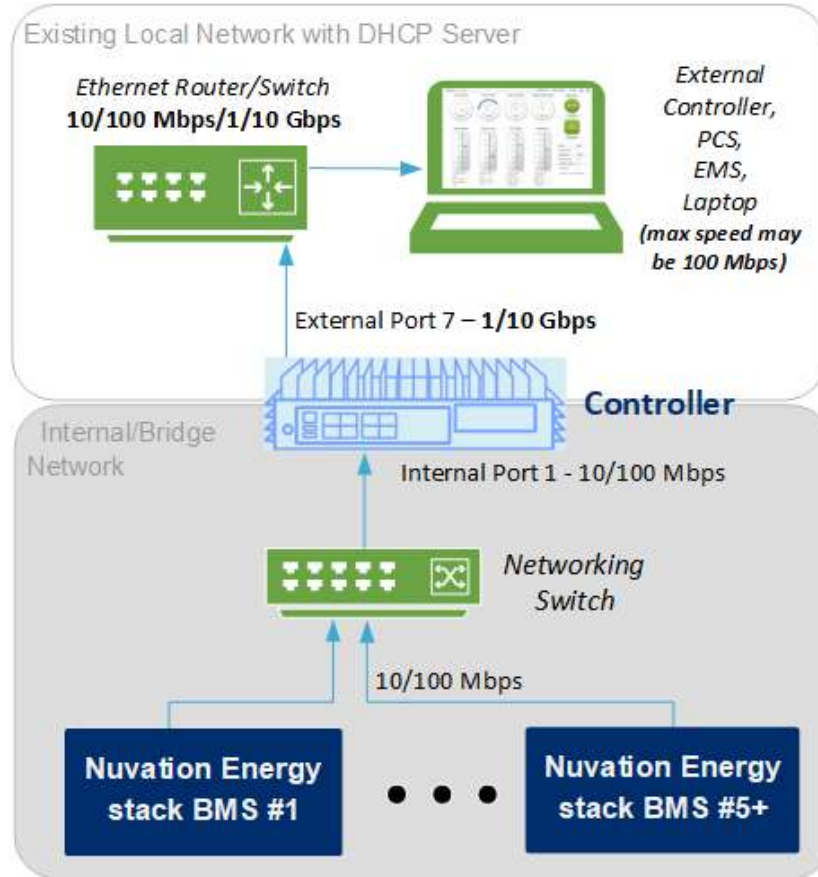 Existing Local Network with DHCP Server
Ethernet Router/Switch
10/100 Mbps/1/10 Gbps
External
Controller,
PCS,
EMS,
Laptop
(max speed may
be 100 Mbps)
External Port 7 – 1/10 Gbps
Controller
Internal/Bridge
Network
Internal Port 1 - 10/100 Mbps
Networking
Switch
10/100 Mbps
Nuvation Energy
stack BMS #1
Nuvation Energy
stack BMS #5+